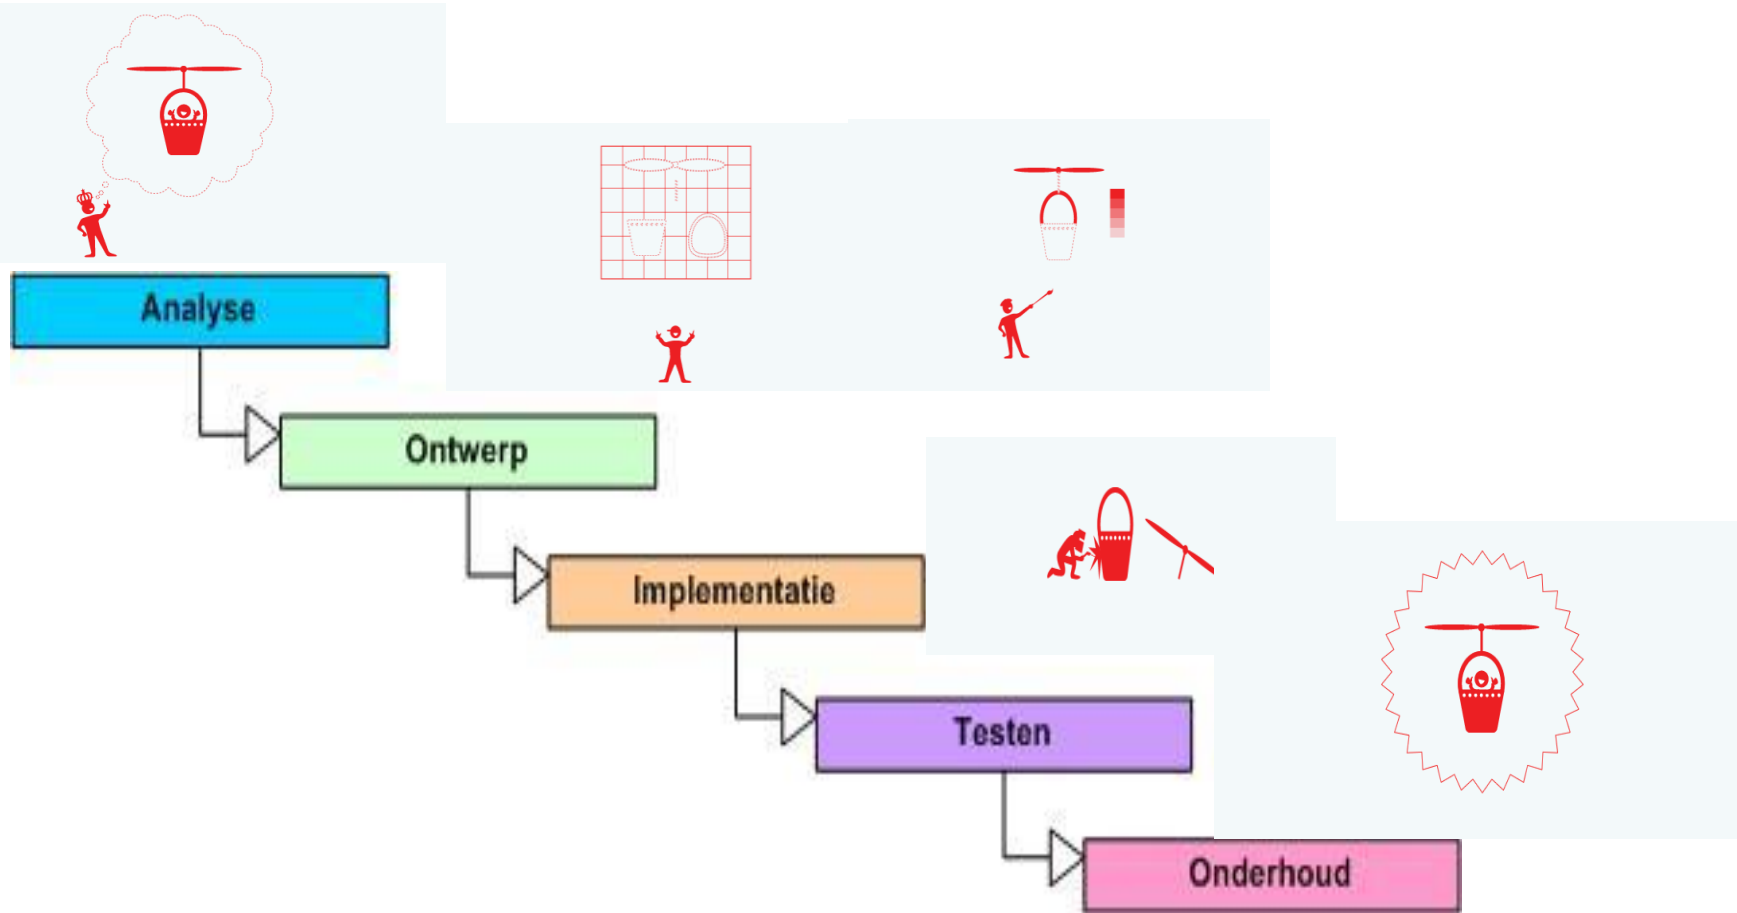 Analyse
Ontwerp
Implementatie
Testen
Onderhoud